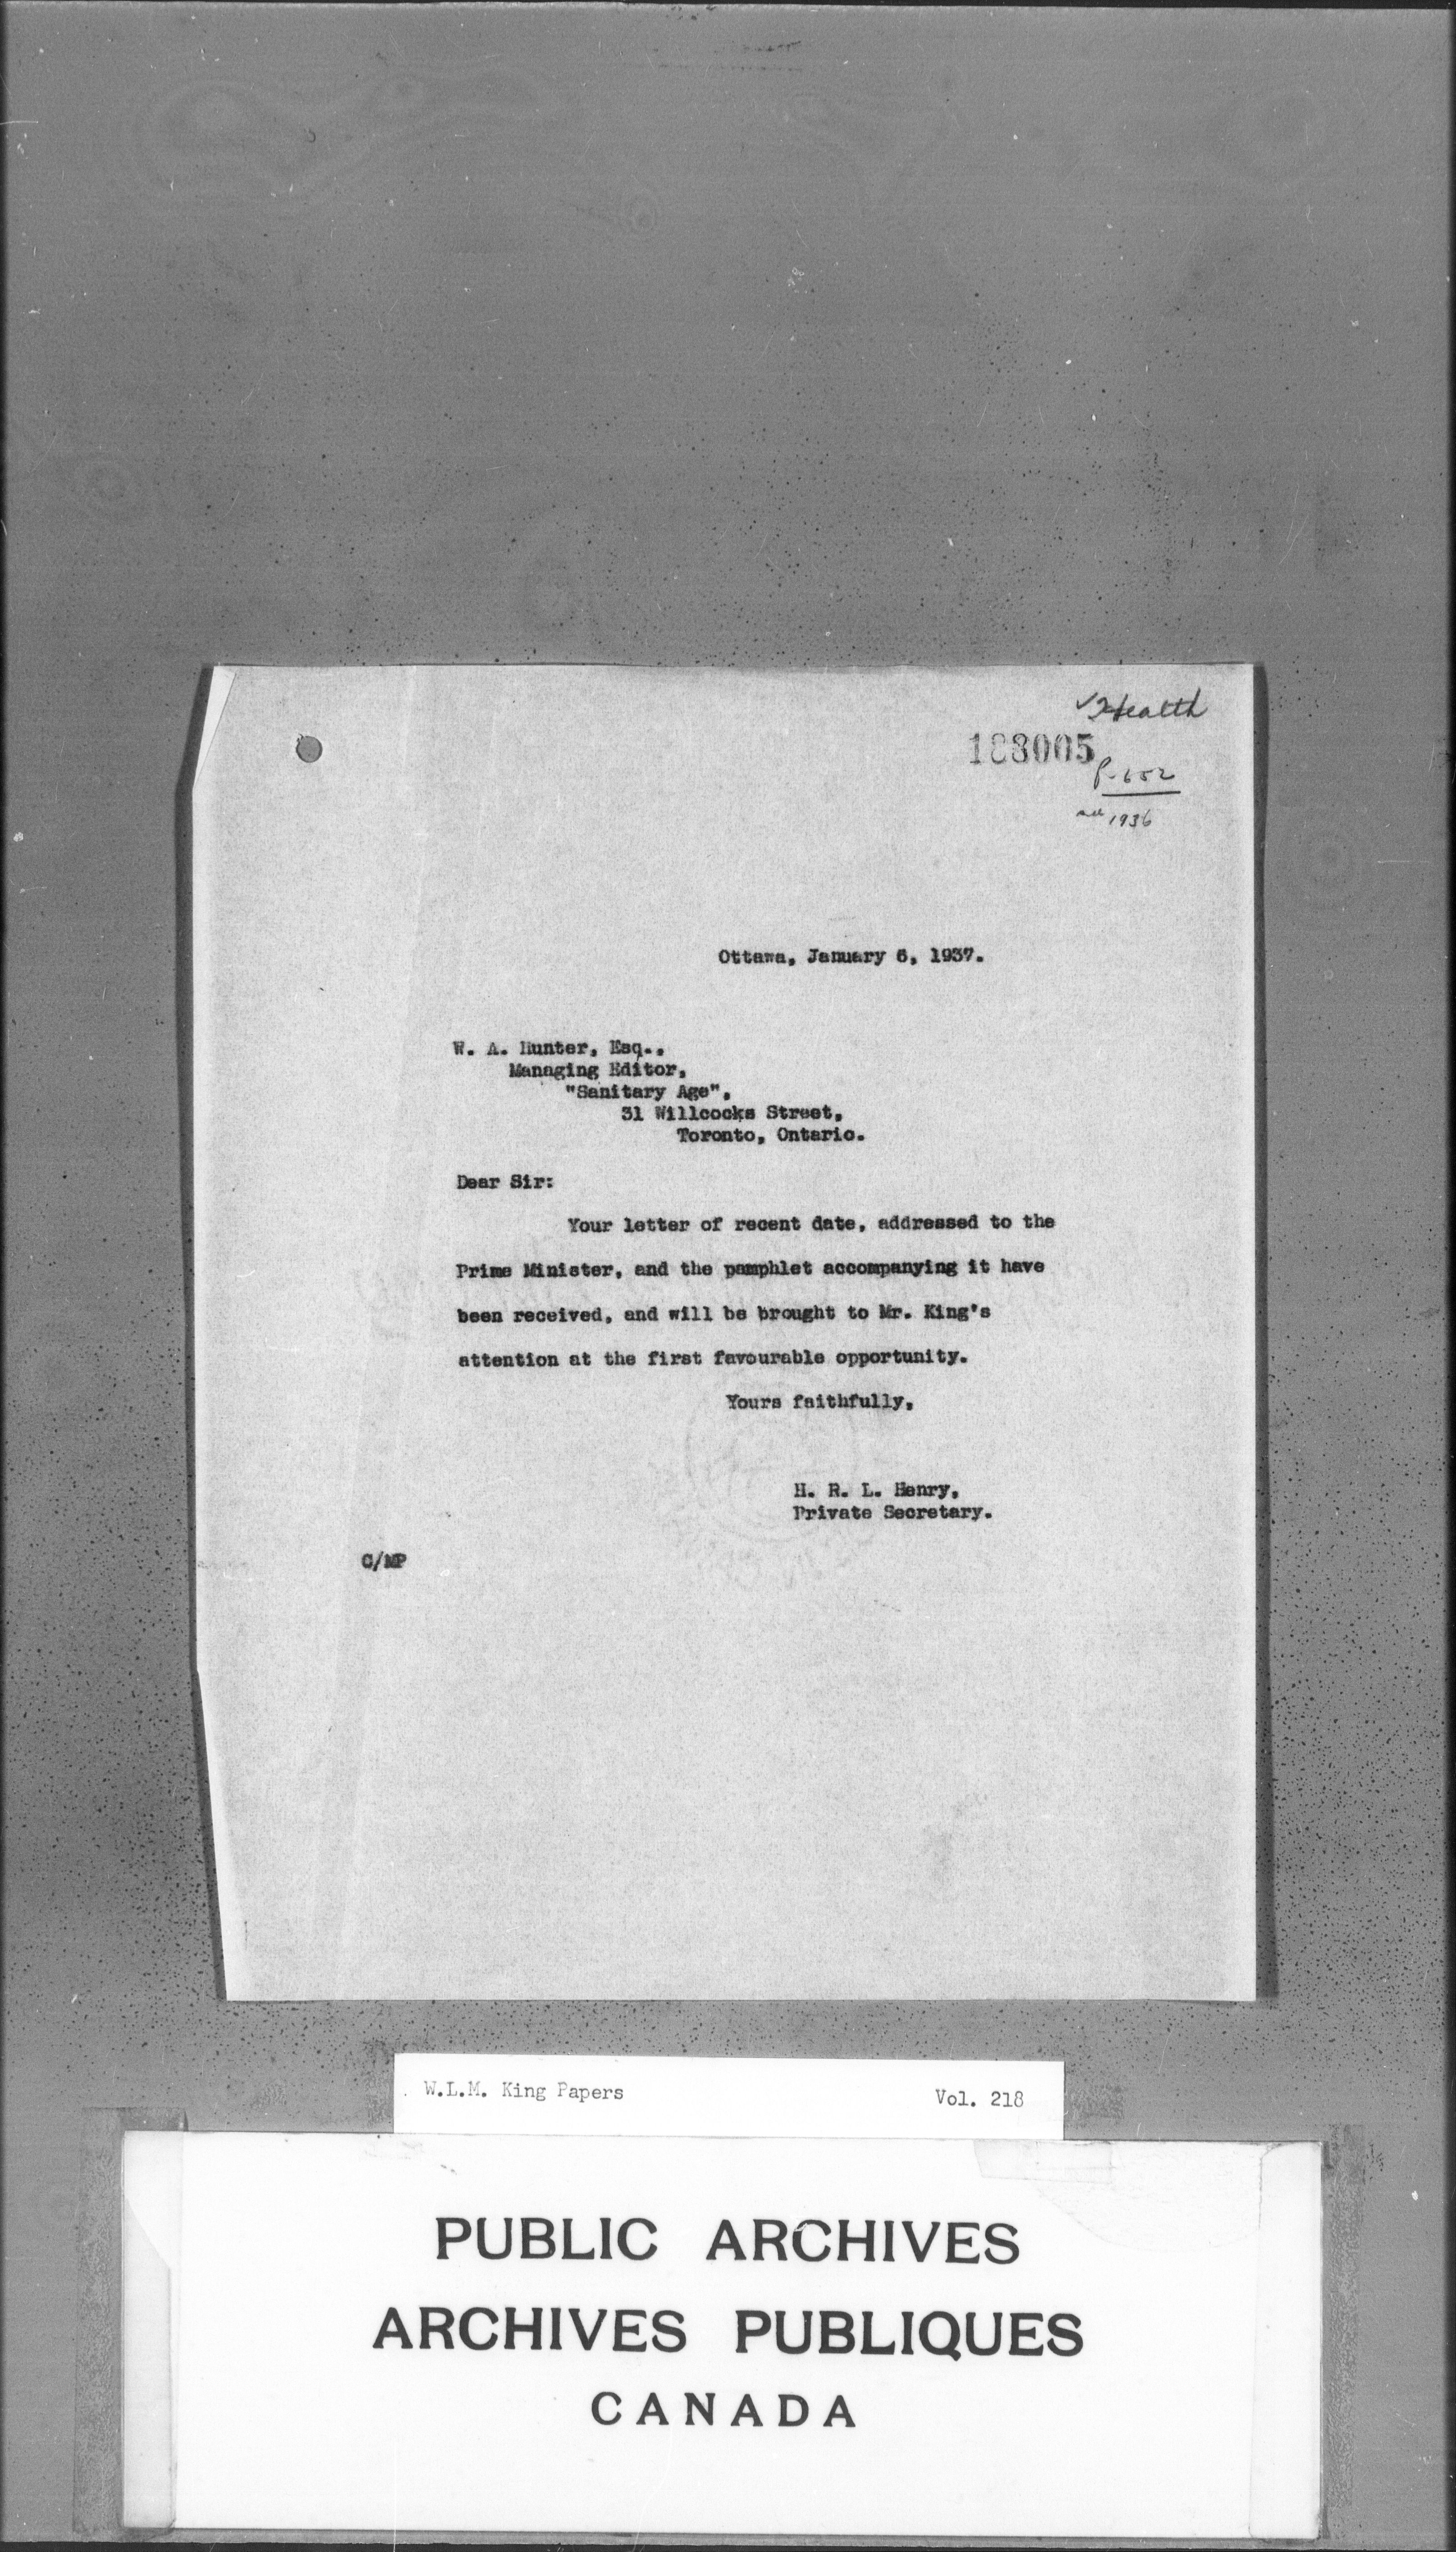 ✓Health
188005
P-652
1936
Ottawa, January 6, 1937.
W. A. Hunter, Esq.,
Managing Editor,
"Sanitary Age",
31 Willcocks Street,
Toronto, Ontario.
Dear Sir:
Your letter of recent date, addressed to the
Prime Minister, and the pamphlet accompanying it have
been received, and will be brought to Mr. King's
attention at the first favourable opportunity.
Yours faithfully,
H. R. L. Henry,
Private Secretary.
C/MP
W.L.M. King Papers Vol. 218
PUBLIC ARCHIVES
ARCHIVES PUBLIQUES
CANADA